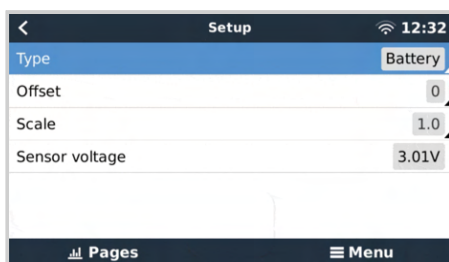 Setup 12:32
Type Battery
Offset 0
Scale 1.0
Sensor voltage 3.01V
Pages Menu